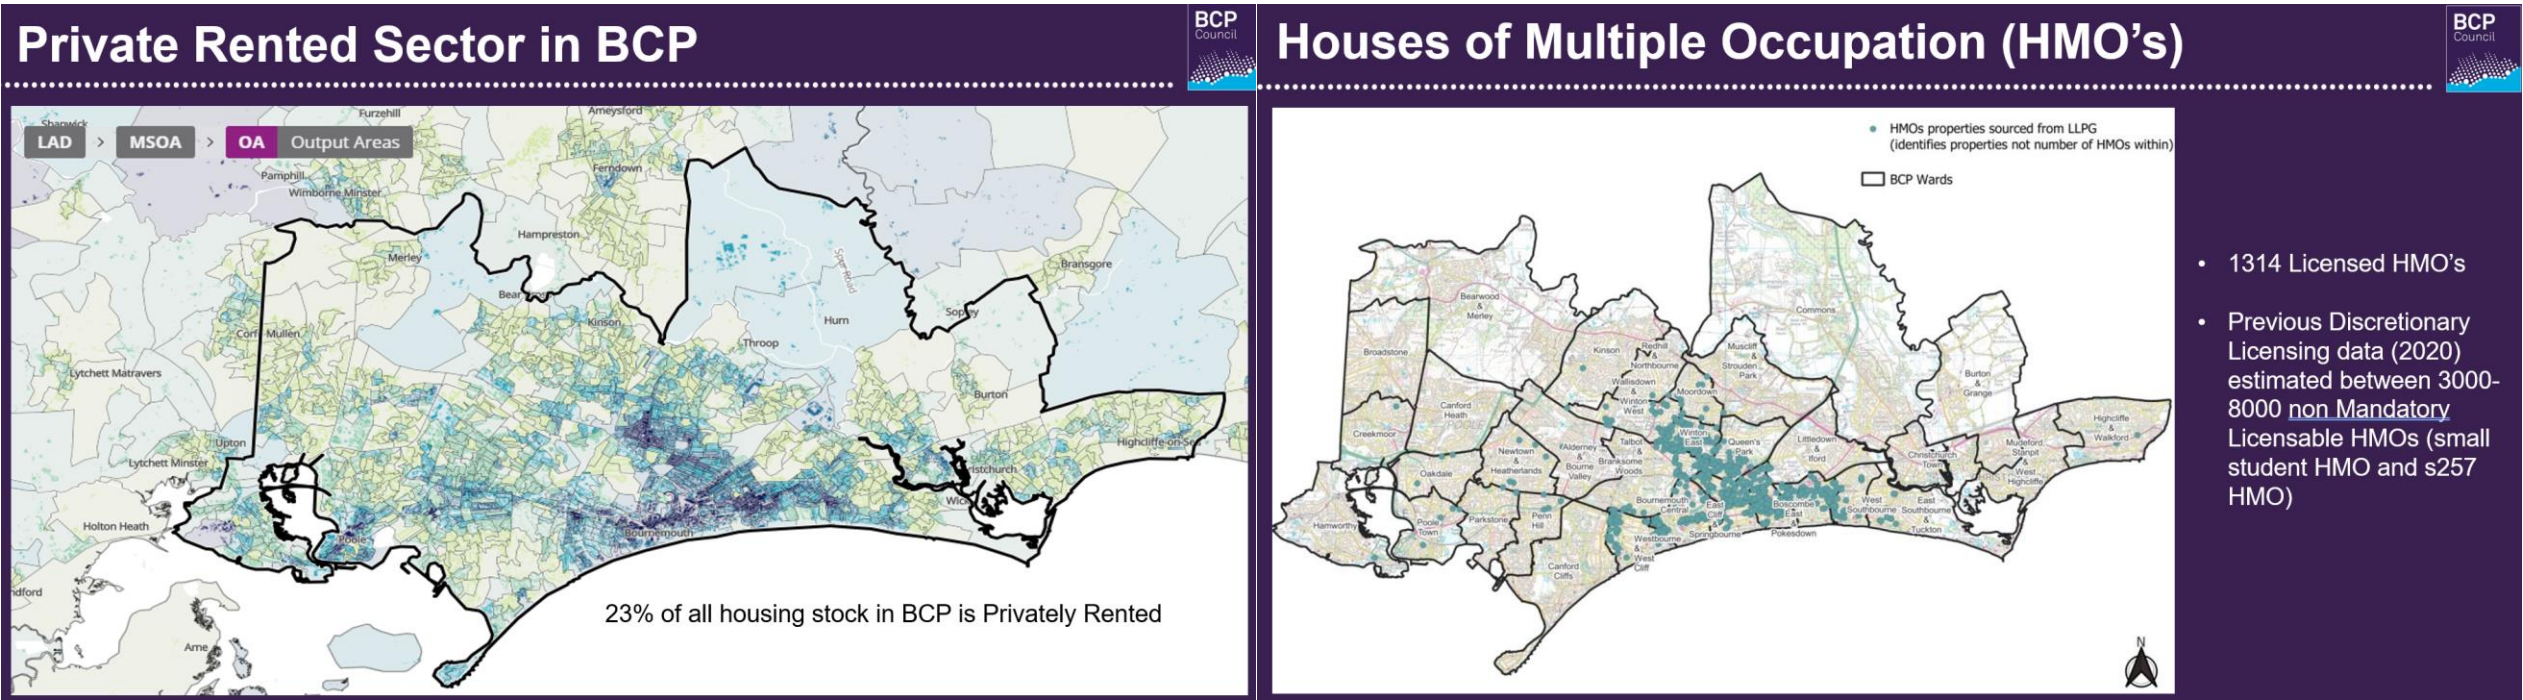 Private Rented Sector in BCP
BCP
Council
Shapwick
Furzehill
Ameysford
LAD > MSOA > OA Output Areas
Pamphill
Ferndown
Wimborne Minster
Hampreston
Merley
Spur Road
Bransgore
Bear
Kinson
Hurn
Sopley
Corfe Mullen
Throop
Lytchett Matravers
Burton
Upton
Highcliffe-on-Sea
Lytchett Minster
ristchurch
Wick
Holton Heath
Poole
Bournemouth
ndford
23% of all housing stock in BCP is Privately Rented
Arne
Houses of Multiple Occupation (HMO's)
BCP
Council
HMOs properties sourced from LLPG
(identifies properties not number of HMOs within)
BCP Wards
Bearwood
&
Merley
Commons
Broadstone
Kinson
Redhill
&
Northbourne
Muscliff
&
Strouden
Park
Burton
&
Grange
Wallisdown
&
Winton
West
Moordown
Canford
Heath
Creekmoor
Winton
East
Talbot
&
Branksome
Woods
Queen's
Park
Littledown
&
Iford
Highcliffe
&
Walkford
Newtown
&
Heatherlands
Alderney
&
Bourne
Valley
Oakdale
Christchurch
Town
Mudeford,
Stanpit
&
West
Highcliffe
Hamworthy
Poole
Town
Parkstone
Penn
Hill
Bournemouth
Central
East
Cliff
&
Springbourne
Boscombe
East
&
Pokesdown
West
Southbourne
East
Southbourne
&
Tuckton
Westbourne
&
West
Cliff
Canford
Cliffs
N
• 1314 Licensed HMO's
• Previous Discretionary
Licensing data (2020)
estimated between 3000-
8000 non Mandatory
Licensable HMOs (small
student HMO and s257
HMO)